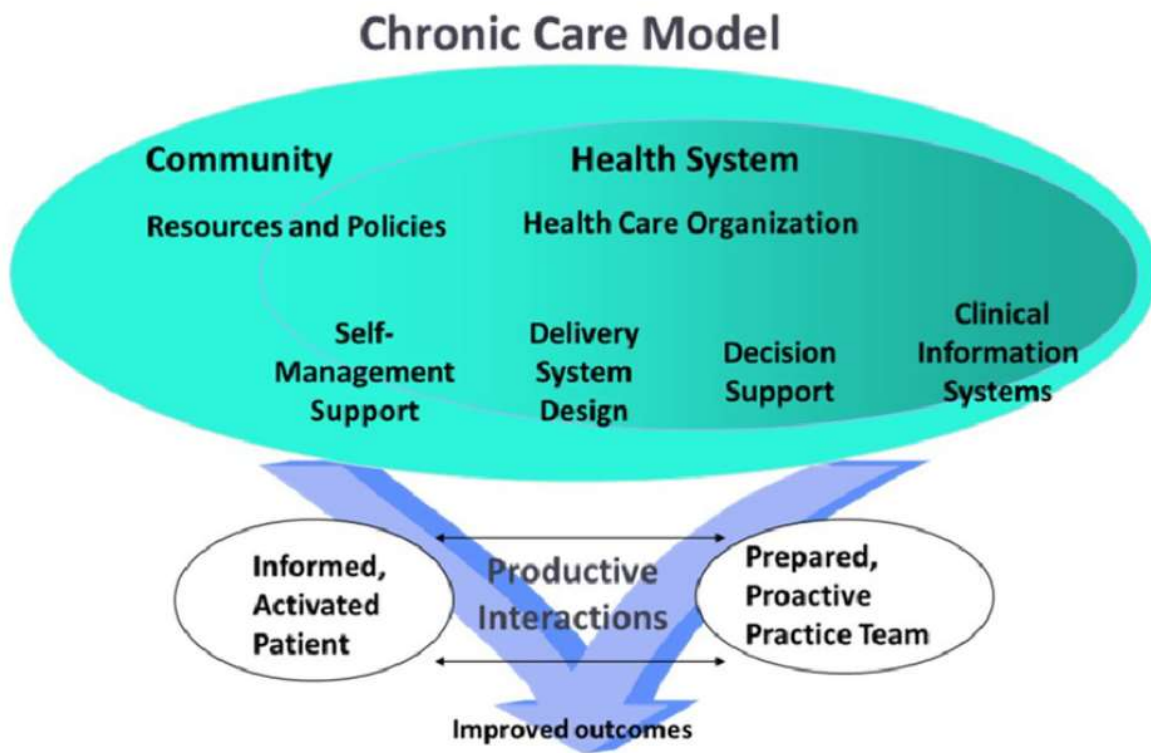 Chronic Care Model
Community
Health System
Resources and Policies
Health Care Organization
Self-
Management
Support
Delivery
System
Design
Decision
Support
Clinical
Information
Systems
Informed,
Activated
Patient
Productive
Interactions
Prepared,
Proactive
Practice Team
Improved outcomes